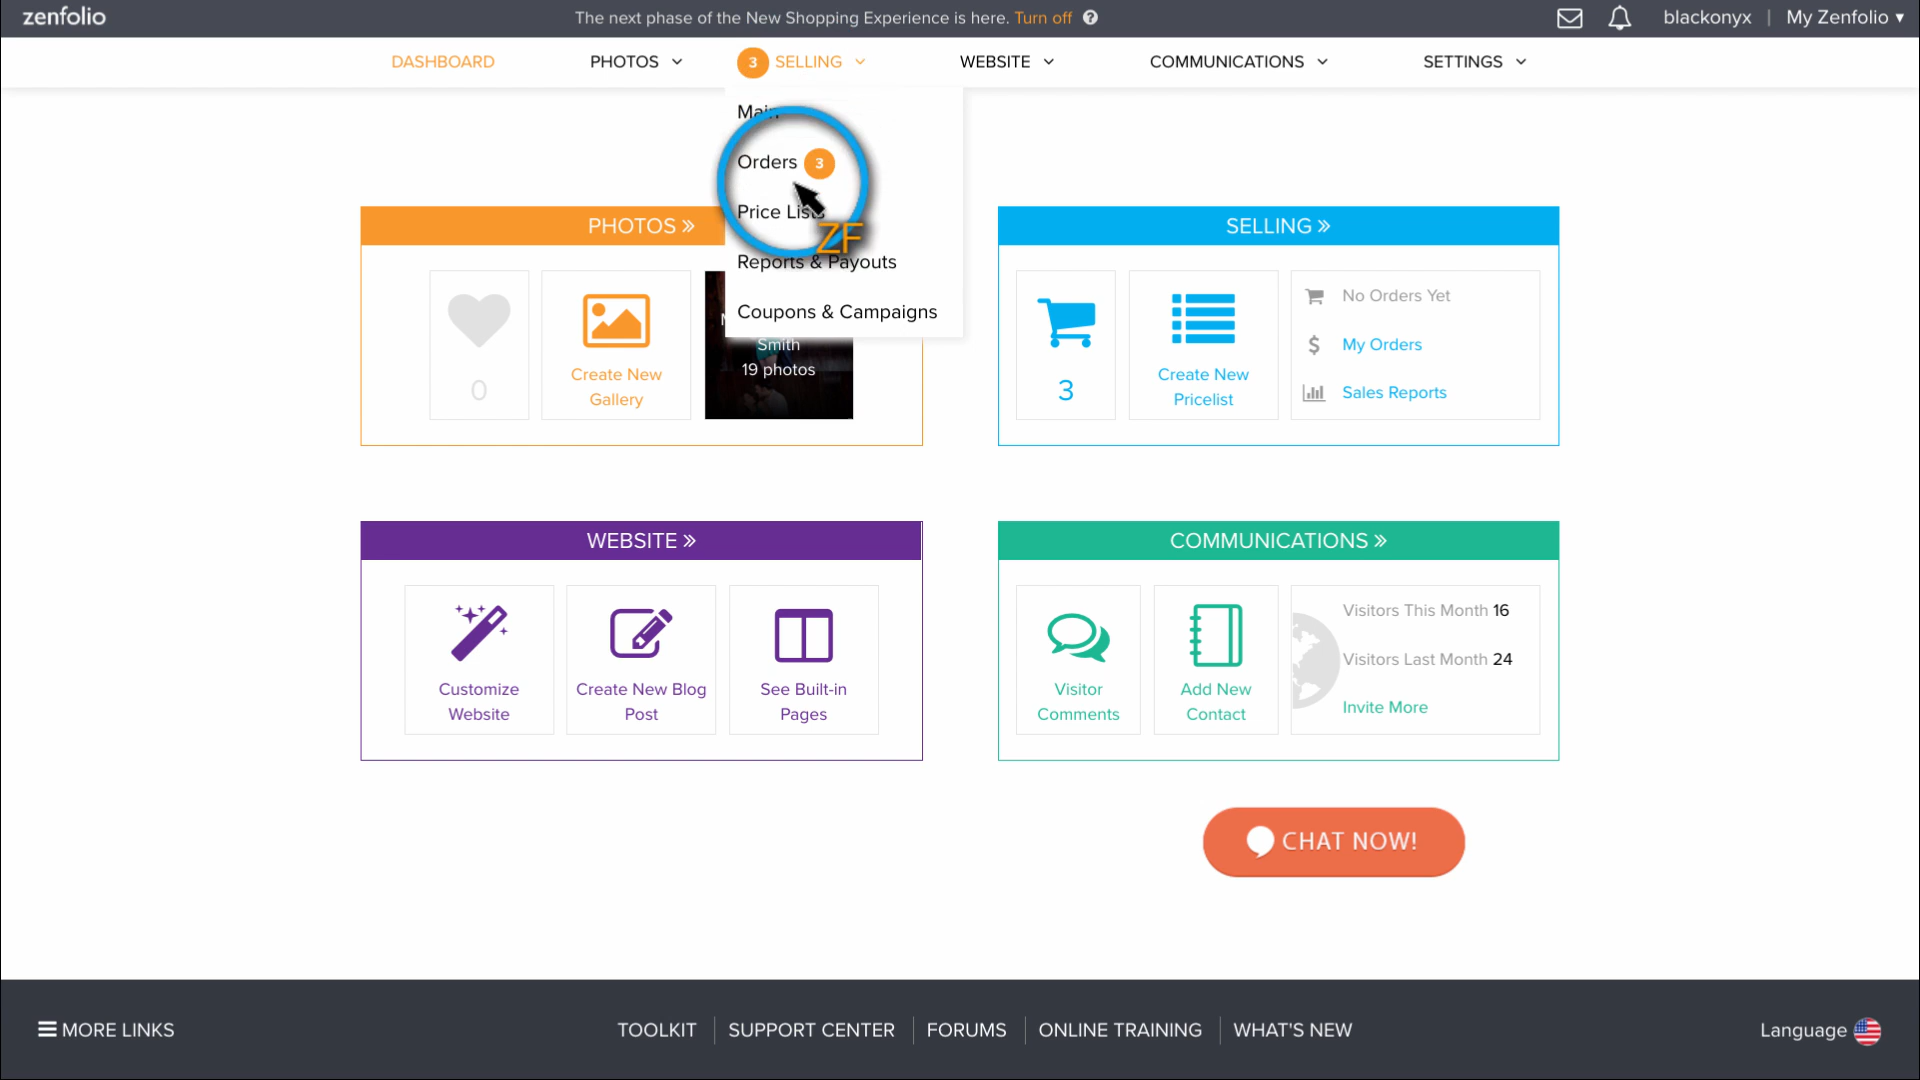 zenfolio
The next phase of the New Shopping Experience is here. Turn off ?
blackonyx | My Zenfolio ▾
DASHBOARD
PHOTOS
3 SELLING
WEBSITE
COMMUNICATIONS
SETTINGS
Main
Orders 3
Price Lists
ZF
Reports & Payouts
Coupons & Campaigns
PHOTOS »
0
Create New
Gallery
Smith
19 photos
SELLING »
3
Create New
Pricelist
No Orders Yet
$ My Orders
Sales Reports
WEBSITE »
Customize
Website
Create New Blog
Post
See Built-in
Pages
COMMUNICATIONS »
Visitor
Comments
Add New
Contact
Visitors This Month 16
Visitors Last Month 24
Invite More
CHAT NOW!
MORE LINKS
TOOLKIT | SUPPORT CENTER | FORUMS | ONLINE TRAINING | WHAT'S NEW
Language